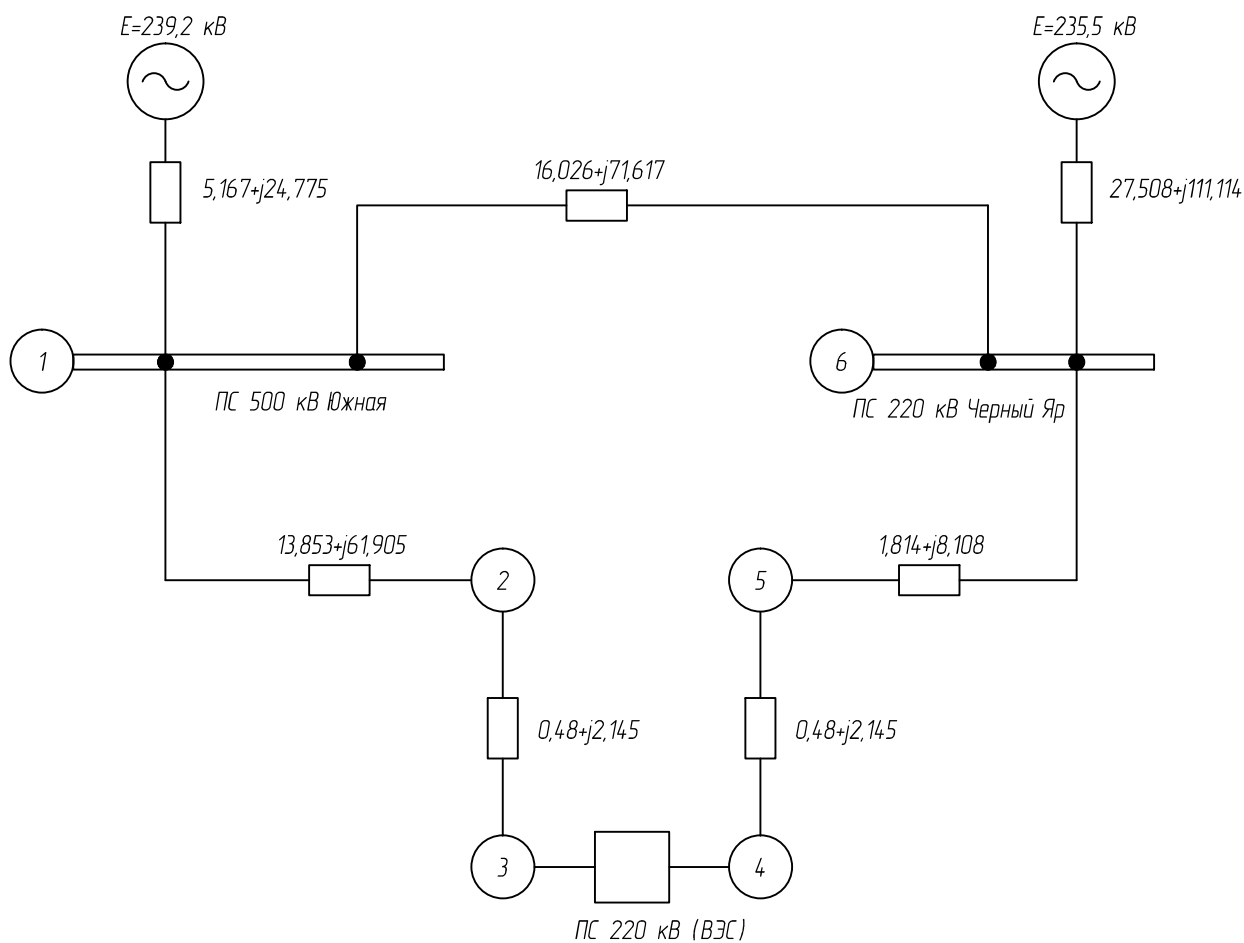 E=239,2 кВ
E=235,5 кВ
16,026+j71,617
5,167+j24,775
27,508+j111,114
1
6
ПС 500 кВ Южная
ПС 220 кВ Черный Яр
13,853+j61,905
1,814+j8,108
2
5
0,48+j2,145
0,48+j2,145
3
4
ПС 220 кВ (ВЭС)